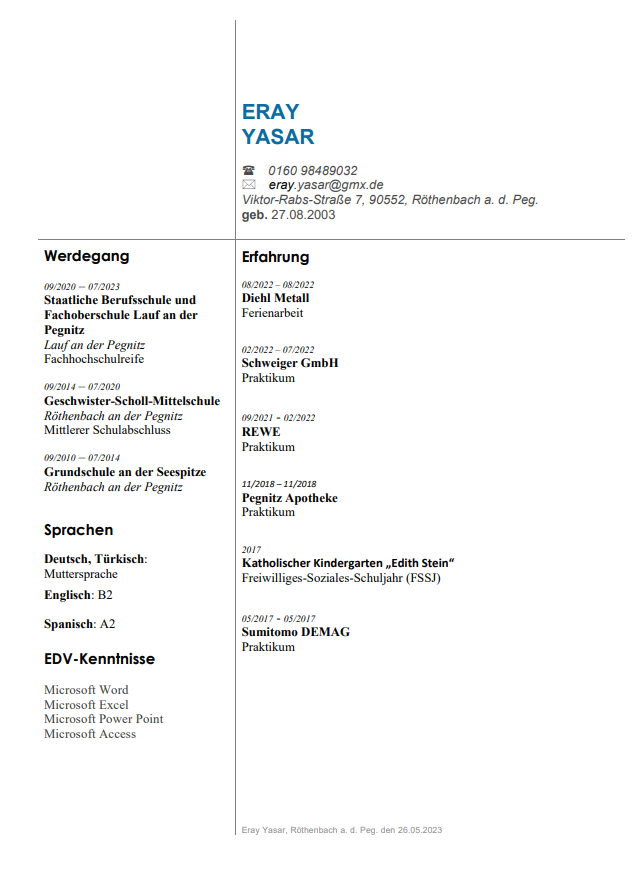 ERAY
YASAR
☎ 0160 98489032
✉ eray.yasar@gmx.de
Viktor-Rabs-Straße 7, 90552, Röthenbach a. d. Peg.
geb. 27.08.2003
Werdegang
09/2020 – 07/2023
Staatliche Berufsschule und
Fachoberschule Lauf an der
Pegnitz
Lauf an der Pegnitz
Fachhochschulreife
09/2014 – 07/2020
Geschwister-Scholl-Mittelschule
Röthenbach an der Pegnitz
Mittlerer Schulabschluss
09/2010 – 07/2014
Grundschule an der Seespitze
Röthenbach an der Pegnitz
Sprachen
Deutsch, Türkisch:
Muttersprache
Englisch: B2
Spanisch: A2
EDV-Kenntnisse
Microsoft Word
Microsoft Excel
Microsoft Power Point
Microsoft Access
Erfahrung
08/2022 – 08/2022
Diehl Metall
Ferienarbeit
02/2022 – 07/2022
Schweiger GmbH
Praktikum
09/2021 - 02/2022
REWE
Praktikum
11/2018 – 11/2018
Pegnitz Apotheke
Praktikum
2017
Katholischer Kindergarten „Edith Stein“
Freiwilliges-Soziales-Schuljahr (FSSJ)
05/2017 - 05/2017
Sumitomo DEMAG
Praktikum
Eray Yasar, Röthenbach a. d. Peg. den 26.05.2023